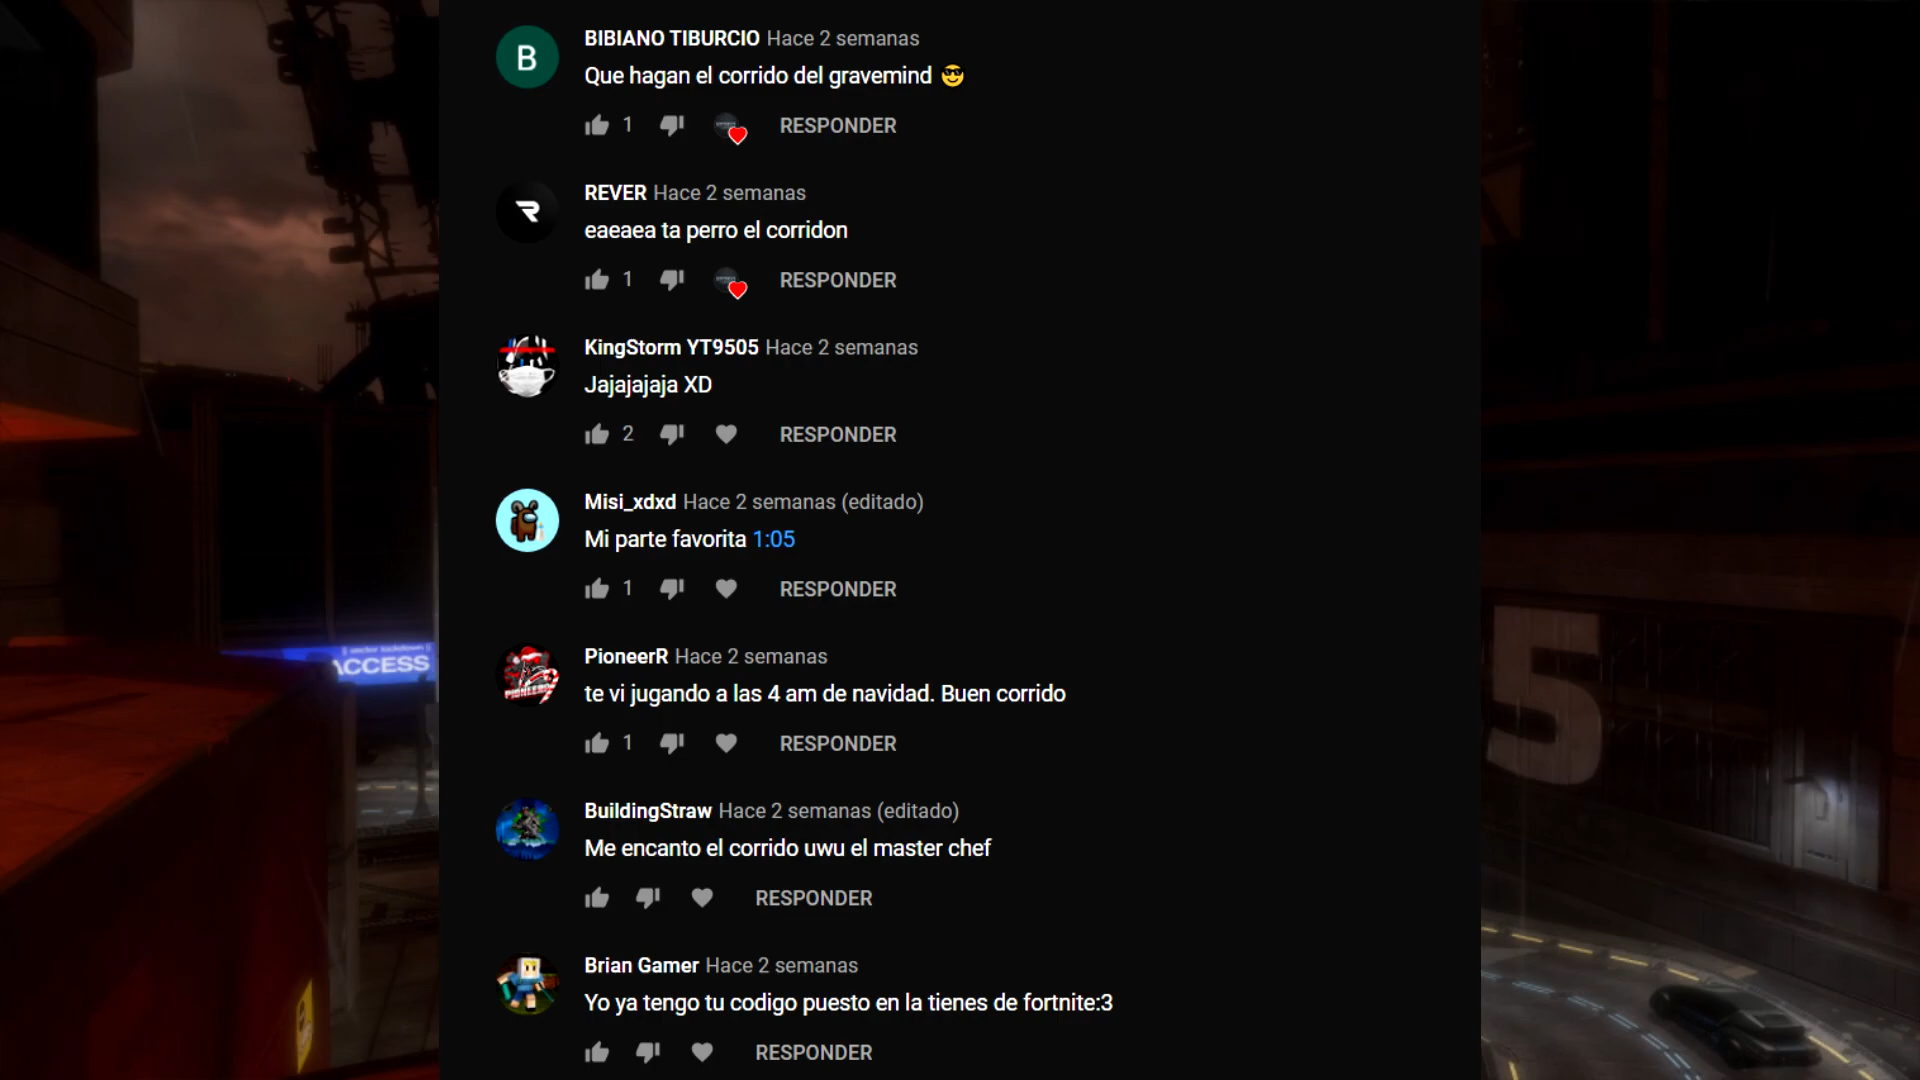 B
BIBIANO TIBURCIO Hace 2 semanas
Que hagan el corrido del gravemind 😎
1 RESPONDER
REVER Hace 2 semanas
eaeaea ta perro el corridon
1 RESPONDER
KingStorm YT9505 Hace 2 semanas
Jajajajaja XD
2 RESPONDER
Misi_xdxd Hace 2 semanas (editado)
Mi parte favorita 1:05
1 RESPONDER
|| sector lockdown ||
ACCESS
PioneerR Hace 2 semanas
te vi jugando a las 4 am de navidad. Buen corrido
1 RESPONDER
5
BuildingStraw Hace 2 semanas (editado)
Me encanto el corrido uwu el master chef
RESPONDER
Brian Gamer Hace 2 semanas
Yo ya tengo tu codigo puesto en la tienes de fortnite:3
RESPONDER